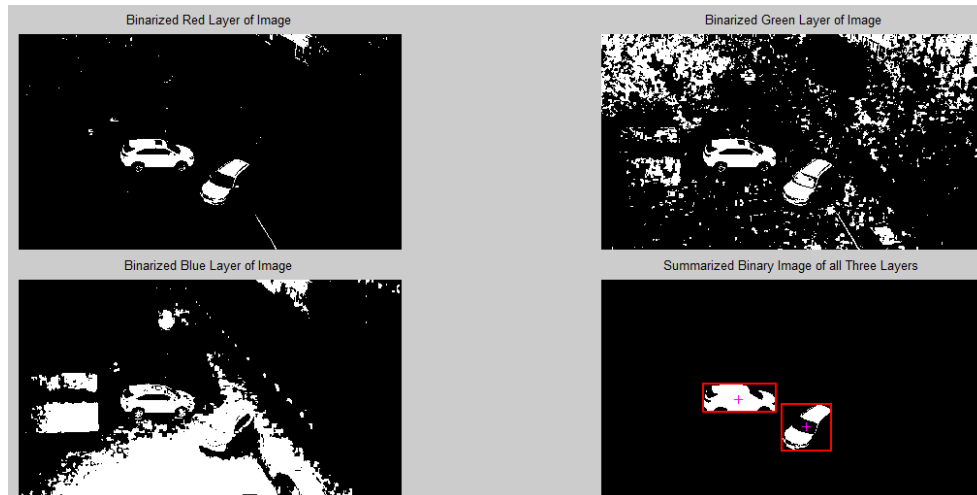 Binarized Red Layer of Image
Binarized Green Layer of Image
Binarized Blue Layer of Image
Summarized Binary Image of all Three Layers